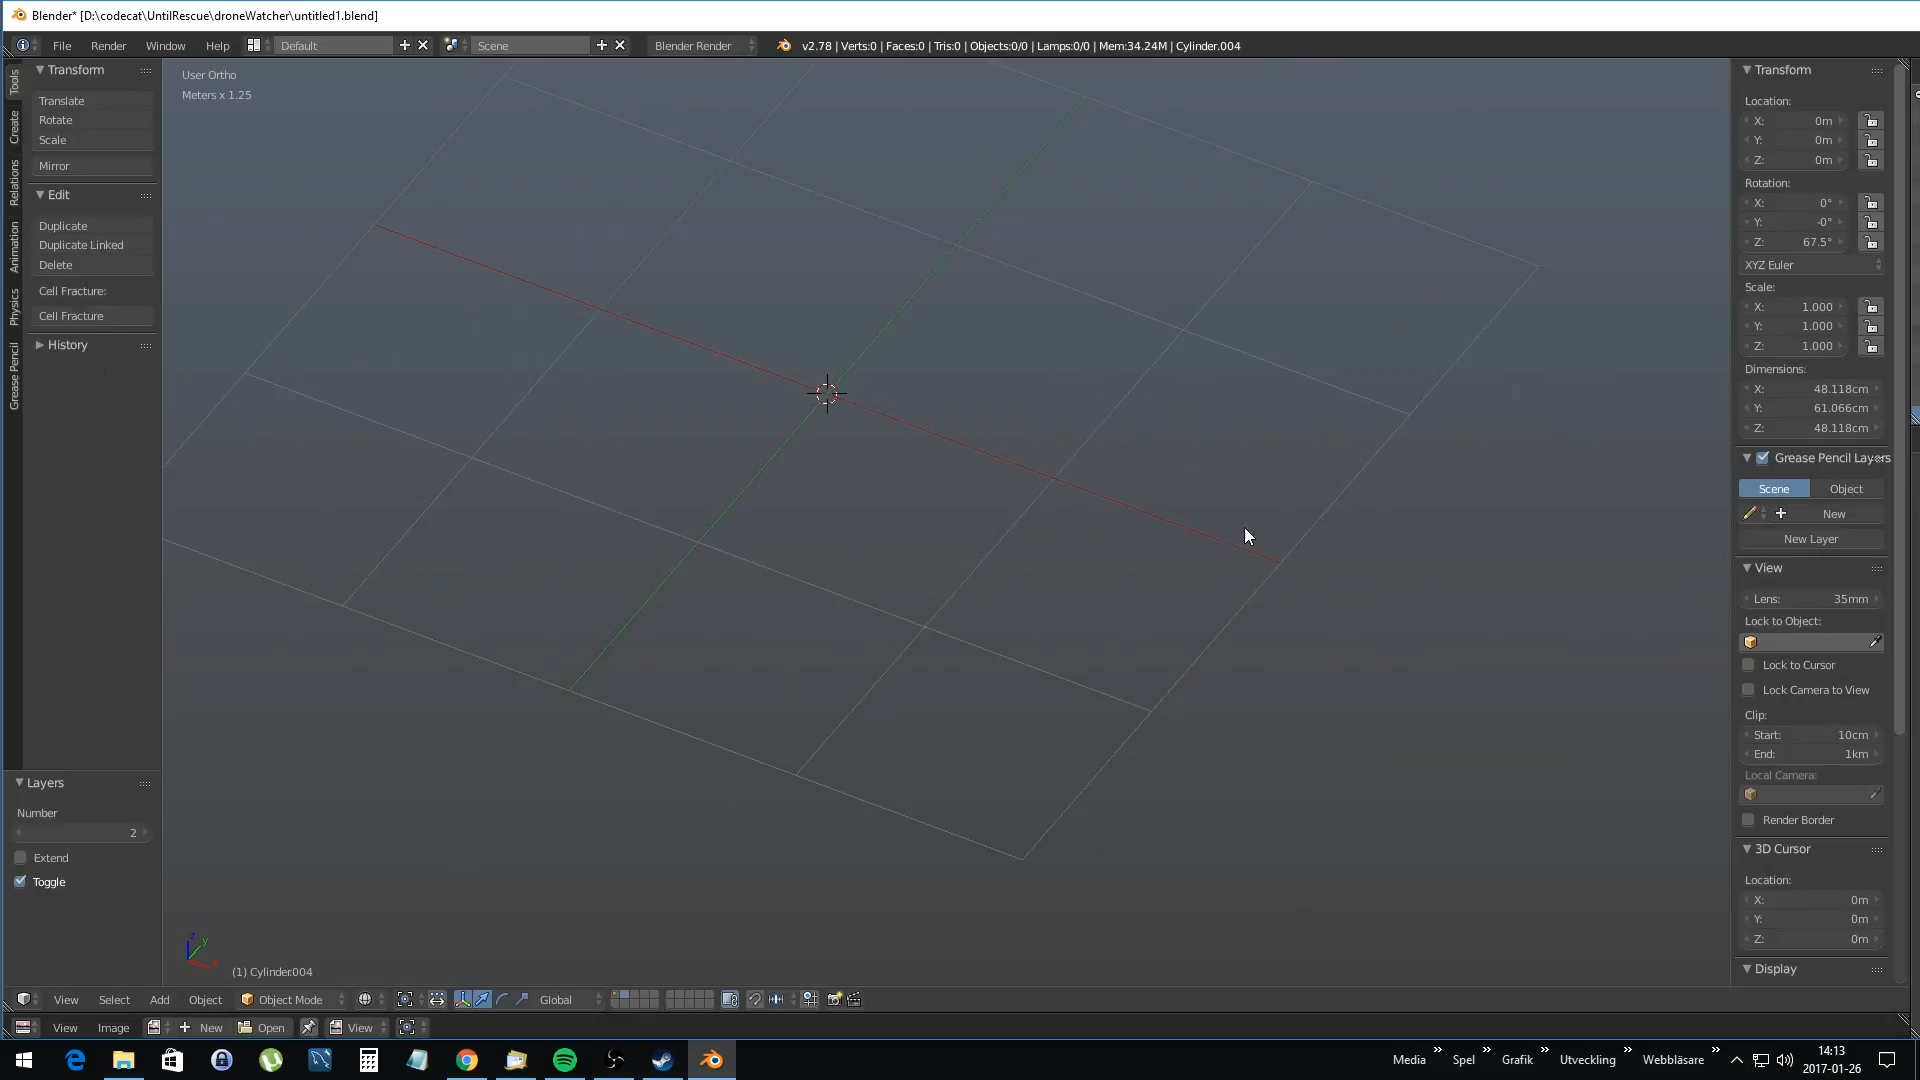 Blender* [D:\codecat\UntilRescue\droneWatcher\untitled1.blend]
File Render Window Help Default Scene Blender Render v2.78 | Verts:0 | Faces:0 | Tris:0 | Objects:0/0 | Lamps:0/0 | Mem:34.24M | Cylinder.004
Tools
Create
Relations
Animation
Physics
Grease Pencil
Transform
Translate
Rotate
Scale
Mirror
Edit
Duplicate
Duplicate Linked
Delete
Cell Fracture:
Cell Fracture
History
Layers
Number
2
Extend
Toggle
User Ortho
Meters x 1.25
z
y
x
(1) Cylinder.004
Transform
Location:
X: 0m
Y: 0m
Z: 0m
Rotation:
X: 0°
Y: -0°
Z: 67.5°
XYZ Euler
Scale:
X: 1.000
Y: 1.000
Z: 1.000
Dimensions:
X: 48.118cm
Y: 61.066cm
Z: 48.118cm
Grease Pencil Layers
Scene Object
New
New Layer
View
Lens: 35mm
Lock to Object:
Lock to Cursor
Lock Camera to View
Clip:
Start: 10cm
End: 1km
Local Camera:
Render Border
3D Cursor
Location:
X: 0m
Y: 0m
Z: 0m
Display
View Select Add Object Object Mode Global
View Image New Open View
Media Spel Grafik Utveckling Webbläsare
14:13
2017-01-26